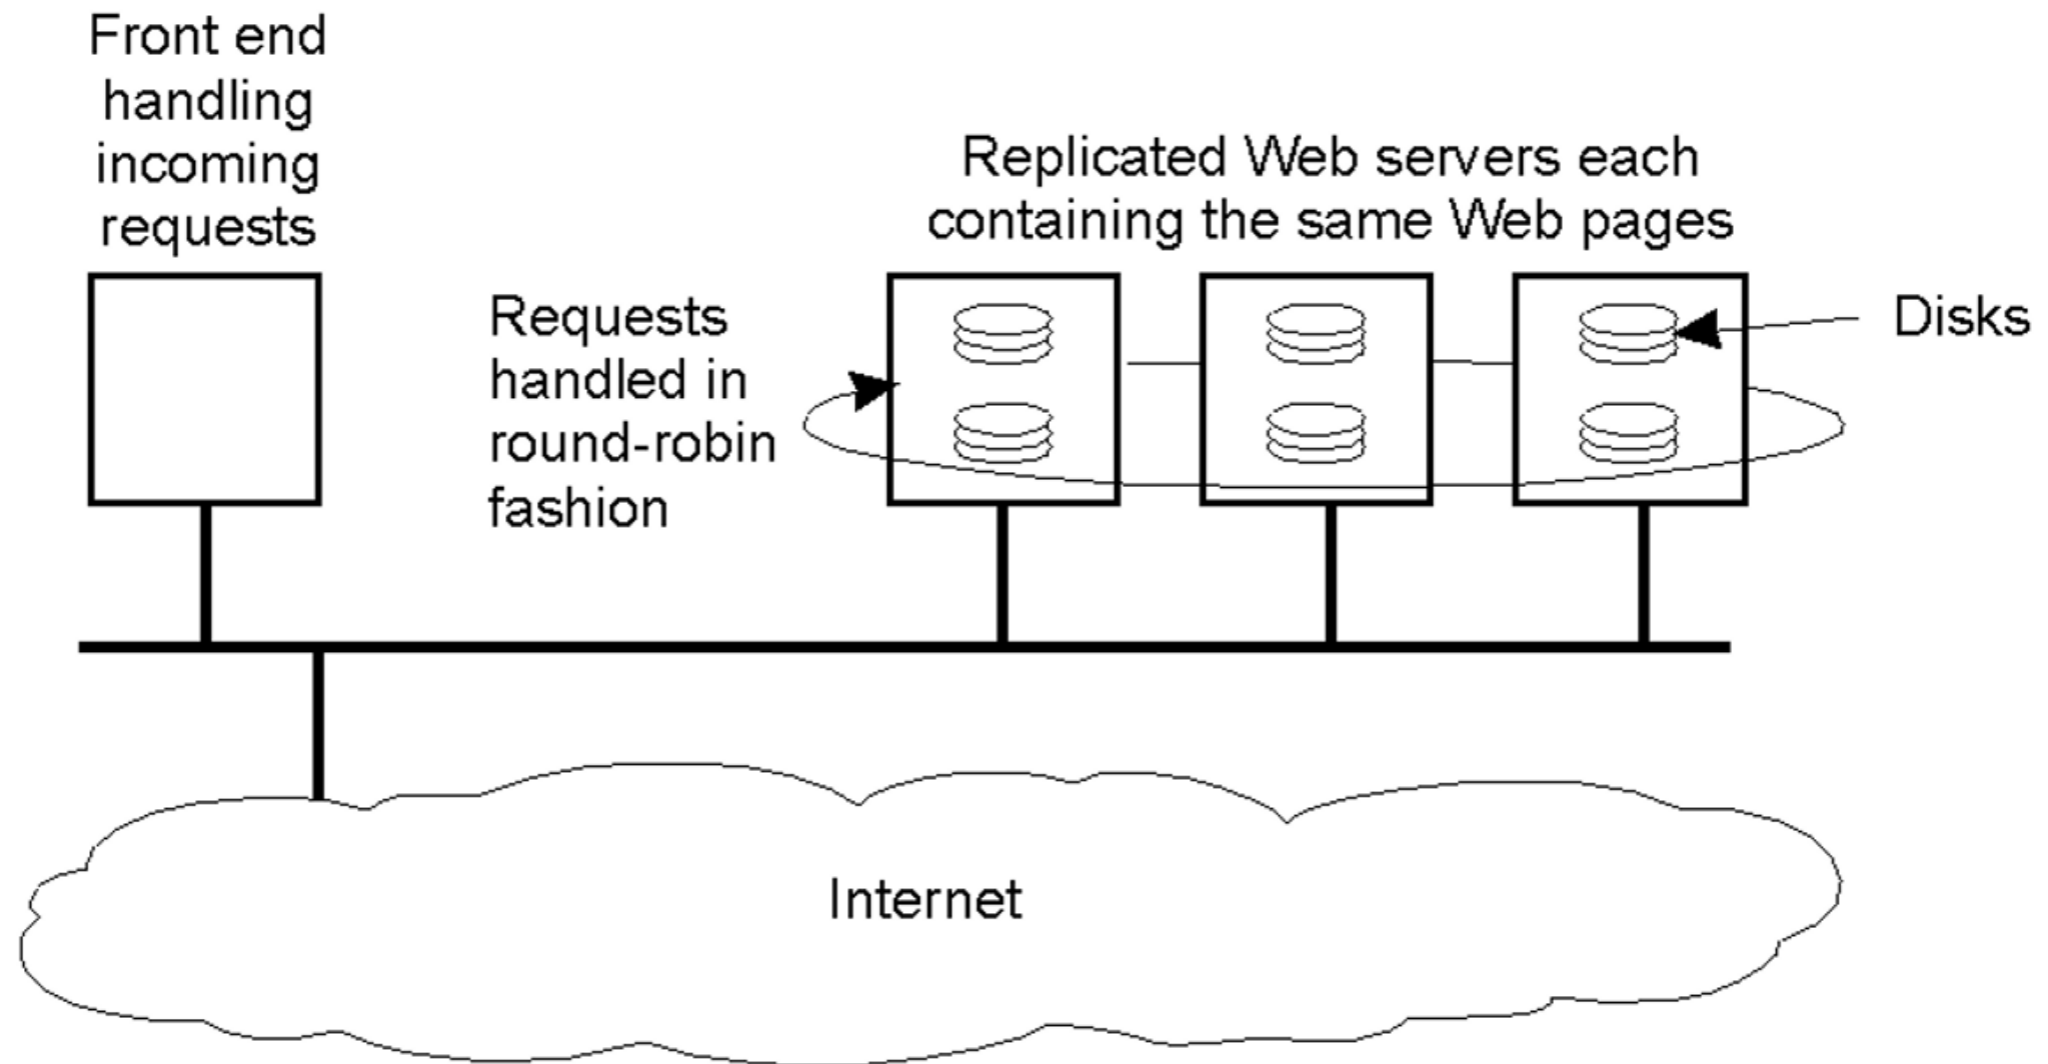 Front end
handling
incoming
requests
Replicated Web servers each
containing the same Web pages
Requests
handled in
round-robin
fashion
Disks
Internet